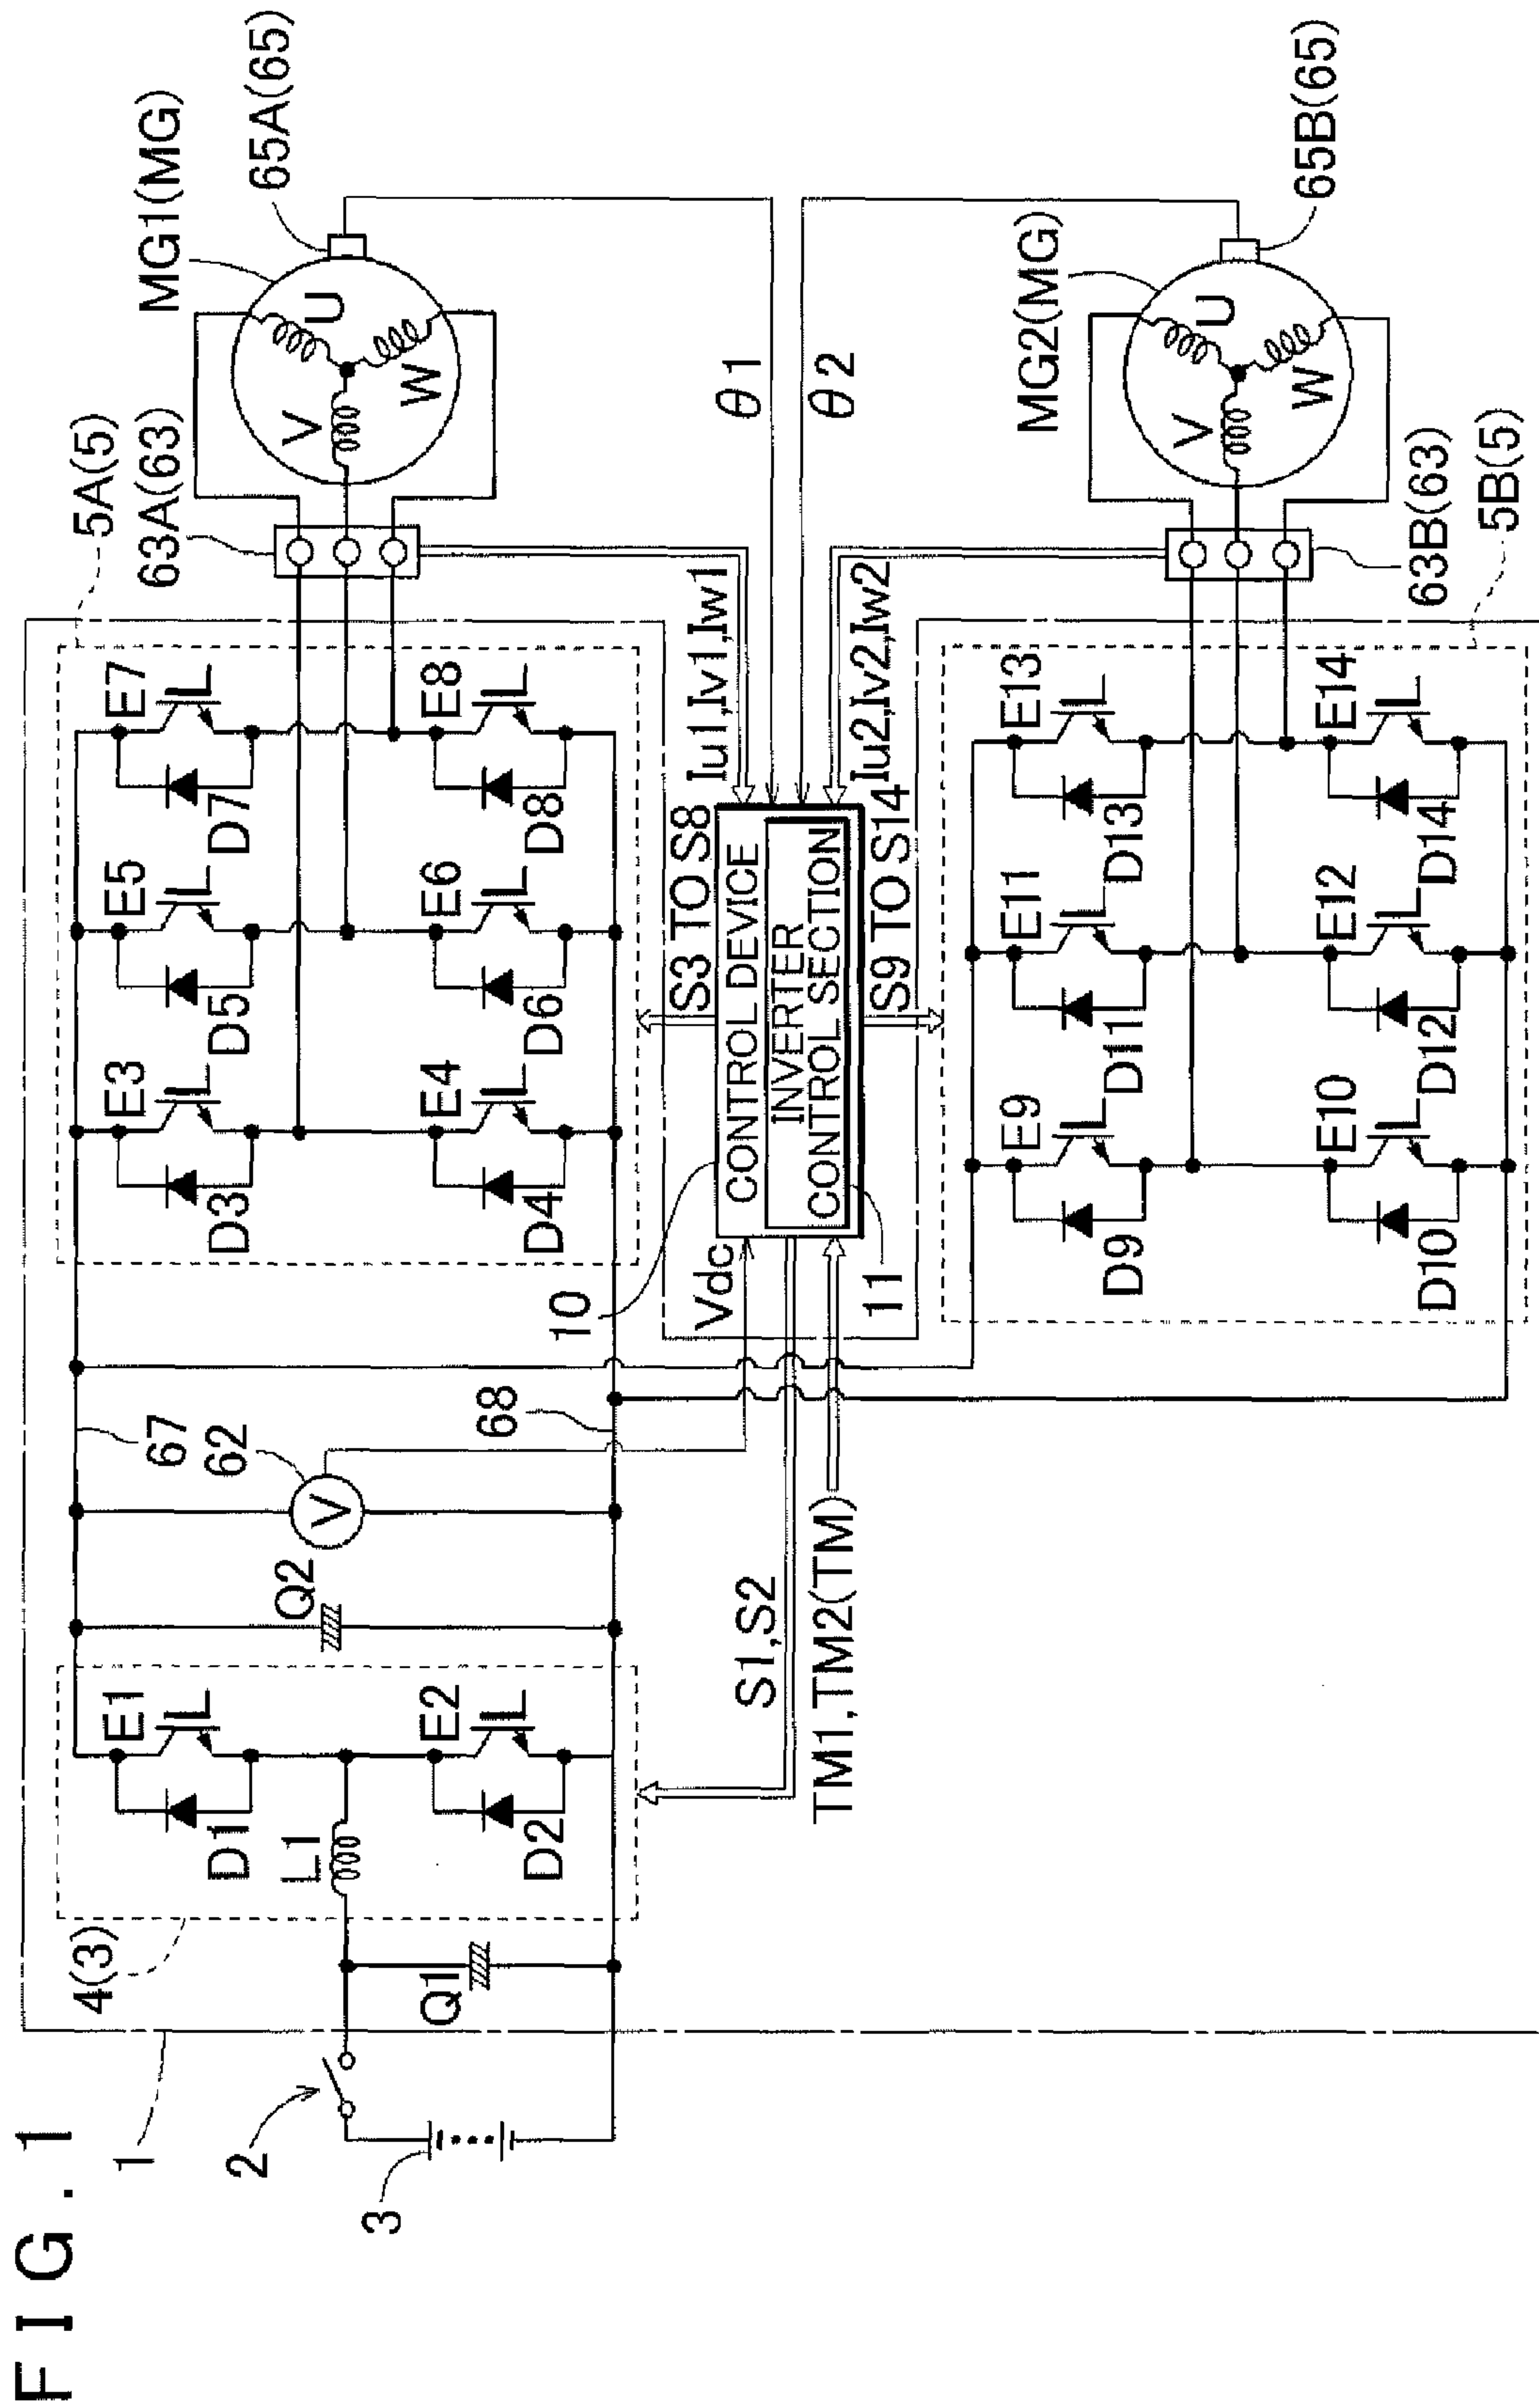 FIG. 1
1
2
3
4(3)
Q1
L1
D1
E1
D2
E2
S1,S2
TM1,TM2(TM)
Q2
V
62
67
68
Vdc
10
11
CONTROL DEVICE
INVERTER
CONTROL SECTION
S3 TO S8
S9 TO S14
D3
E3
D4
E4
D5
E5
D6
E6
D7
E7
D8
E8
5A(5)
63A(63)
Iu1,Iv1,Iw1
MG1(MG)
65A(65)
U
V
W
θ1
θ2
Iu2,Iv2,Iw2
D9
E9
D10
E10
D11
E11
D12
E12
D13
E13
D14
E14
5B(5)
63B(63)
MG2(MG)
65B(65)
U
V
W